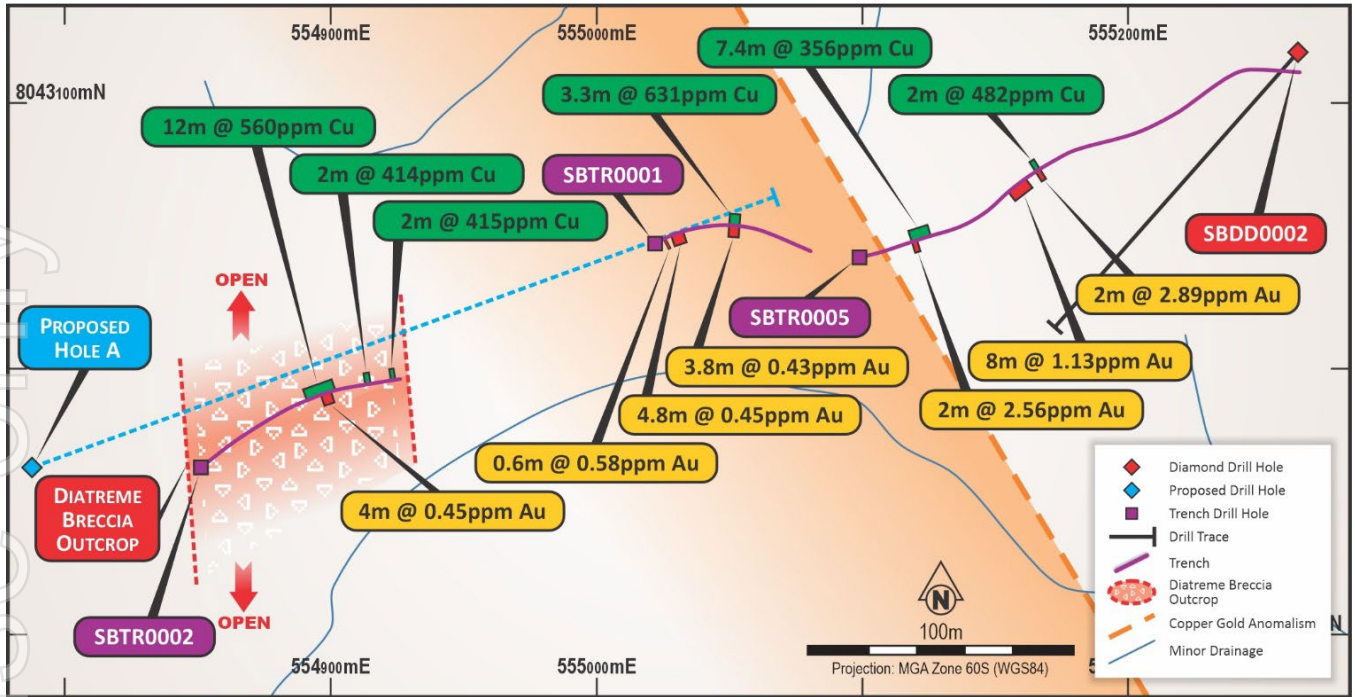 554900mE
555000mE
555200mE
8043100mN
7.4m @ 356ppm Cu
3.3m @ 631ppm Cu
2m @ 482ppm Cu
12m @ 560ppm Cu
2m @ 414ppm Cu
2m @ 415ppm Cu
SBTR0001
SBDD0002
OPEN
PROPOSED
HOLE A
SBTR0005
2m @ 2.89ppm Au
8m @ 1.13ppm Au
3.8m @ 0.43ppm Au
2m @ 2.56ppm Au
4.8m @ 0.45ppm Au
0.6m @ 0.58ppm Au
4m @ 0.45ppm Au
DIATREME
BRECCIA
OUTCROP
OPEN
SBTR0002
N
100m
Projection: MGA Zone 60S (WGS84)
Diamond Drill Hole
Proposed Drill Hole
Trench Drill Hole
Drill Trace
Trench
Diatreme Breccia
Outcrop
Copper Gold Anomalism
Minor Drainage
N
554900mE
555000mE